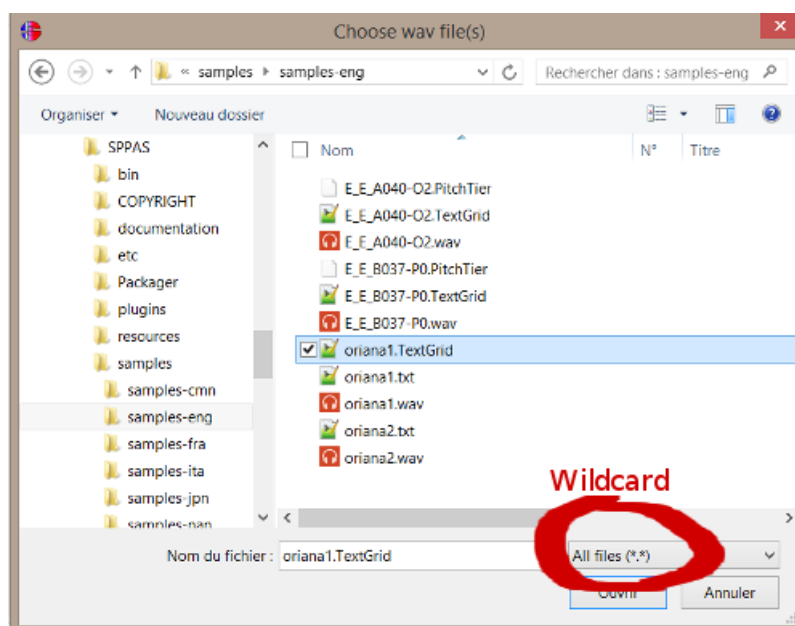 Choose wav file(s)
« samples samples-eng
Rechercher dans : samples-eng
Organiser Nouveau dossier
SPPAS
bin
COPYRIGHT
documentation
etc
Packager
plugins
resources
samples
samples-cmn
samples-eng
samples-fra
samples-ita
samples-jpn
samples-nan
Nom N° Titre
E_E_A040-O2.PitchTier
E_E_A040-O2.TextGrid
E_E_A040-O2.wav
E_E_B037-P0.PitchTier
E_E_B037-P0.TextGrid
E_E_B037-P0.wav
oriana1.TextGrid
oriana1.txt
oriana1.wav
oriana2.txt
oriana2.wav
Wildcard
Nom du fichier : oriana1.TextGrid All files (*.*)
Ouvrir Annuler